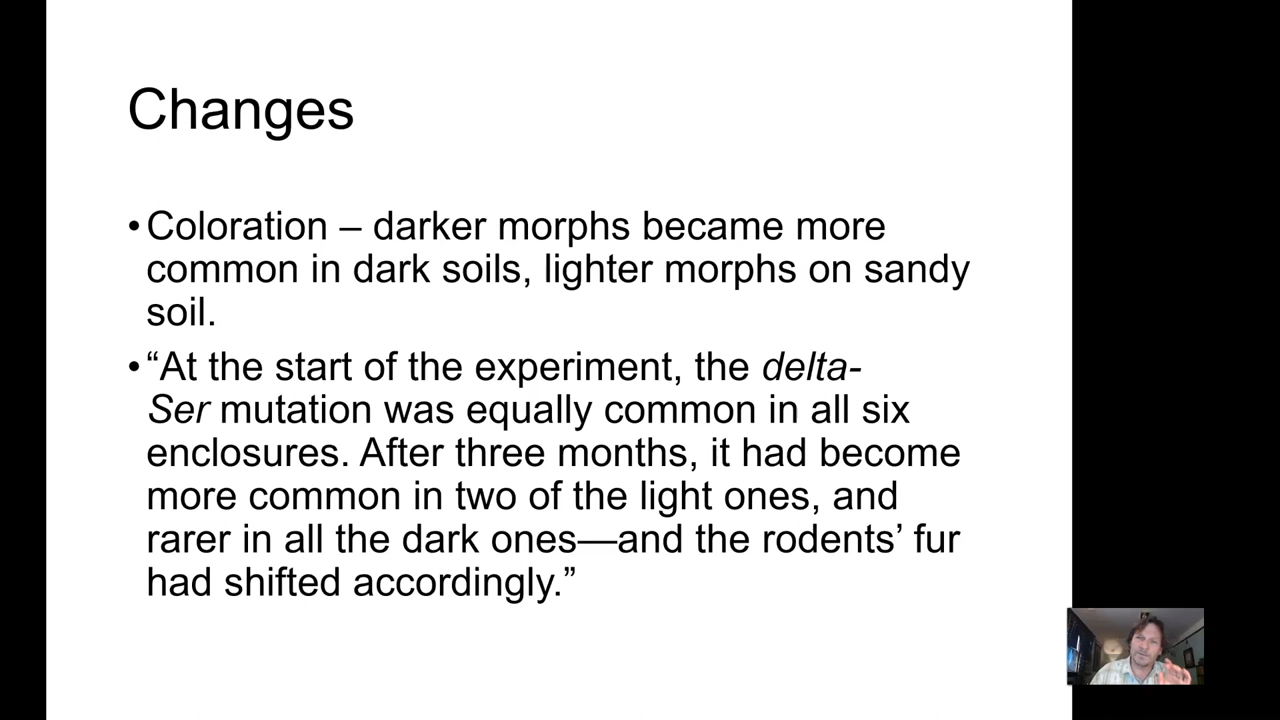 Changes
•Coloration – darker morphs became more
common in dark soils, lighter morphs on sandy
soil.
•“At the start of the experiment, the delta-
Ser mutation was equally common in all six
enclosures. After three months, it had become
more common in two of the light ones, and
rarer in all the dark ones—and the rodents’ fur
had shifted accordingly.”